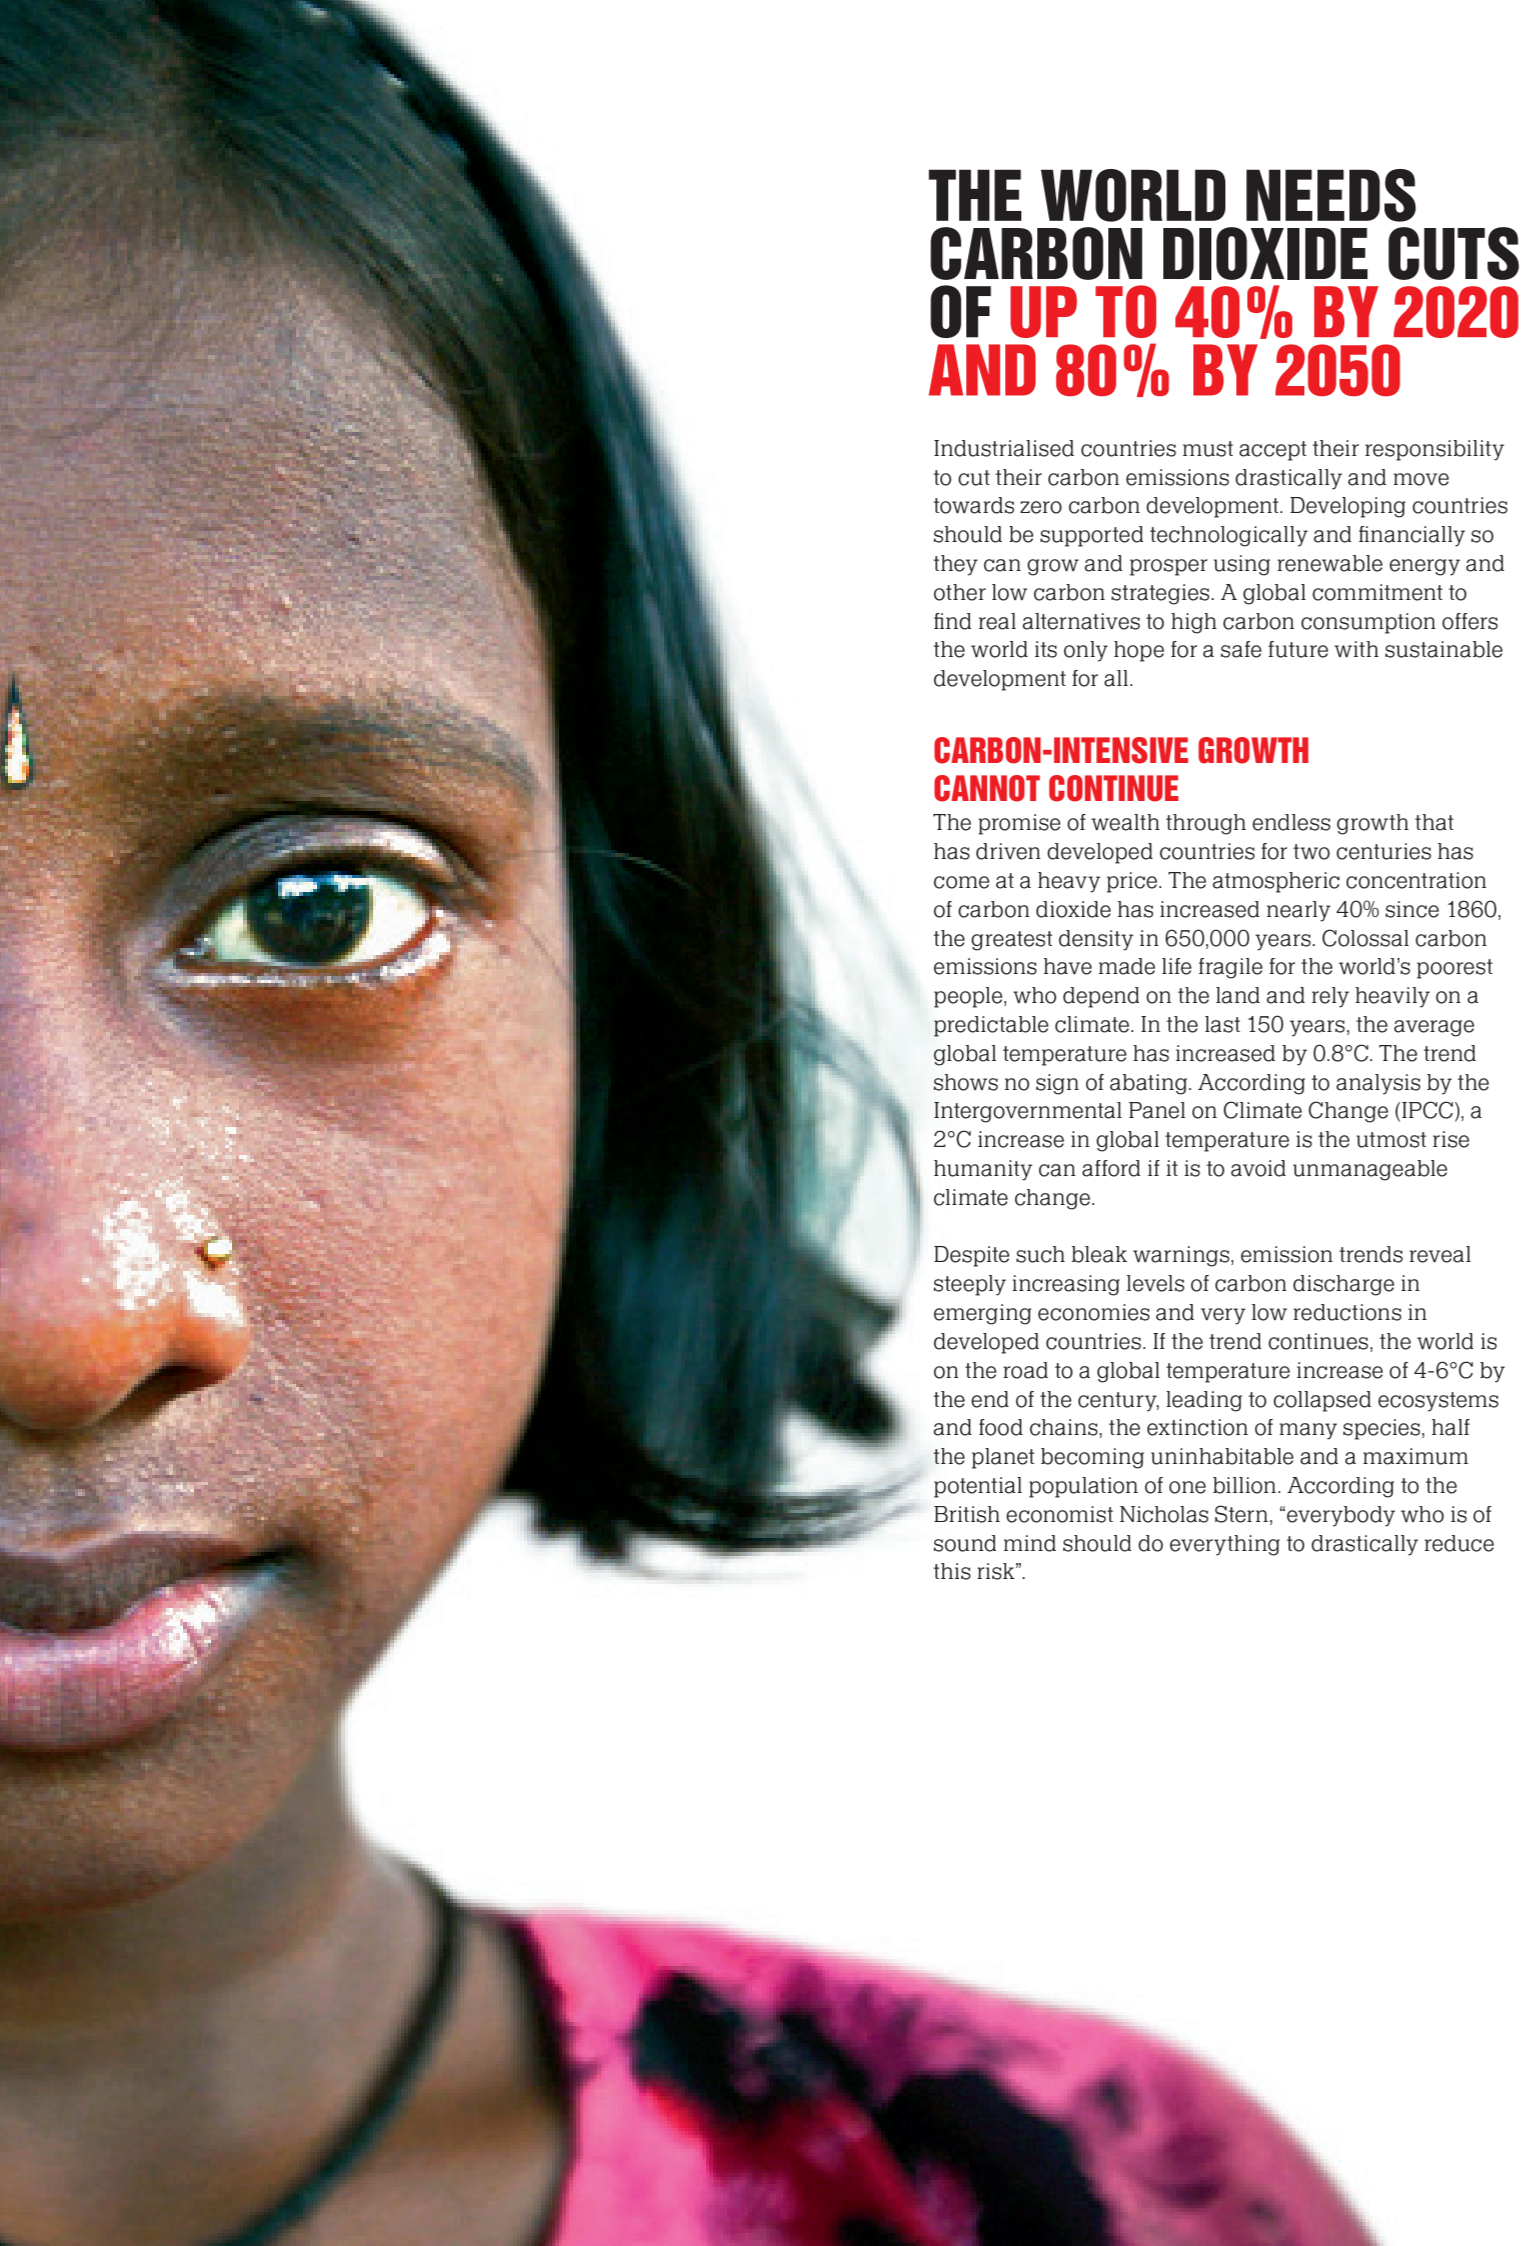 THE WORLD NEEDS
CARBON DIOXIDE CUTS
OF UP TO 40% BY 2020
AND 80% BY 2050
Industrialised countries must accept their responsibility
to cut their carbon emissions drastically and move
towards zero carbon development. Developing countries
should be supported technologically and financially so
they can grow and prosper using renewable energy and
other low carbon strategies. A global commitment to
find real alternatives to high carbon consumption offers
the world its only hope for a safe future with sustainable
development for all.
CARBON-INTENSIVE GROWTH
CANNOT CONTINUE
The promise of wealth through endless growth that
has driven developed countries for two centuries has
come at a heavy price. The atmospheric concentration
of carbon dioxide has increased nearly 40% since 1860,
the greatest density in 650,000 years. Colossal carbon
emissions have made life fragile for the world's poorest
people, who depend on the land and rely heavily on a
predictable climate. In the last 150 years, the average
global temperature has increased by 0.8°C. The trend
shows no sign of abating. According to analysis by the
Intergovernmental Panel on Climate Change (IPCC), a
2°C increase in global temperature is the utmost rise
humanity can afford if it is to avoid unmanageable
climate change.
Despite such bleak warnings, emission trends reveal
steeply increasing levels of carbon discharge in
emerging economies and very low reductions in
developed countries. If the trend continues, the world is
on the road to a global temperature increase of 4-6°C by
the end of the century, leading to collapsed ecosystems
and food chains, the extinction of many species, half
the planet becoming uninhabitable and a maximum
potential population of one billion. According to the
British economist Nicholas Stern, “everybody who is of
sound mind should do everything to drastically reduce
this risk”.